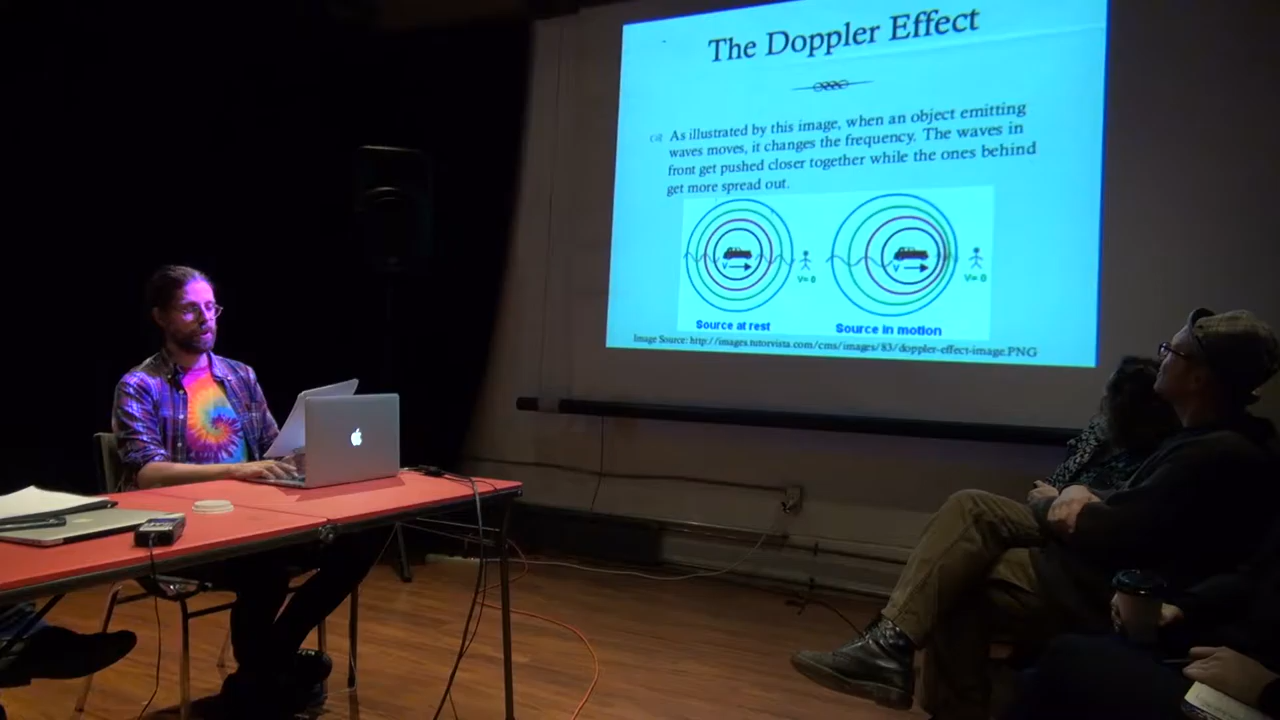 The Doppler Effect
As illustrated by this image, when an object emitting
waves moves, it changes the frequency. The waves in
front get pushed closer together while the ones behind
get more spread out.
V
V= 0
V
V= 0
Source at rest
Source in motion
Image Source: http://images.tutorvista.com/cms/images/83/doppler-effect-image.PNG